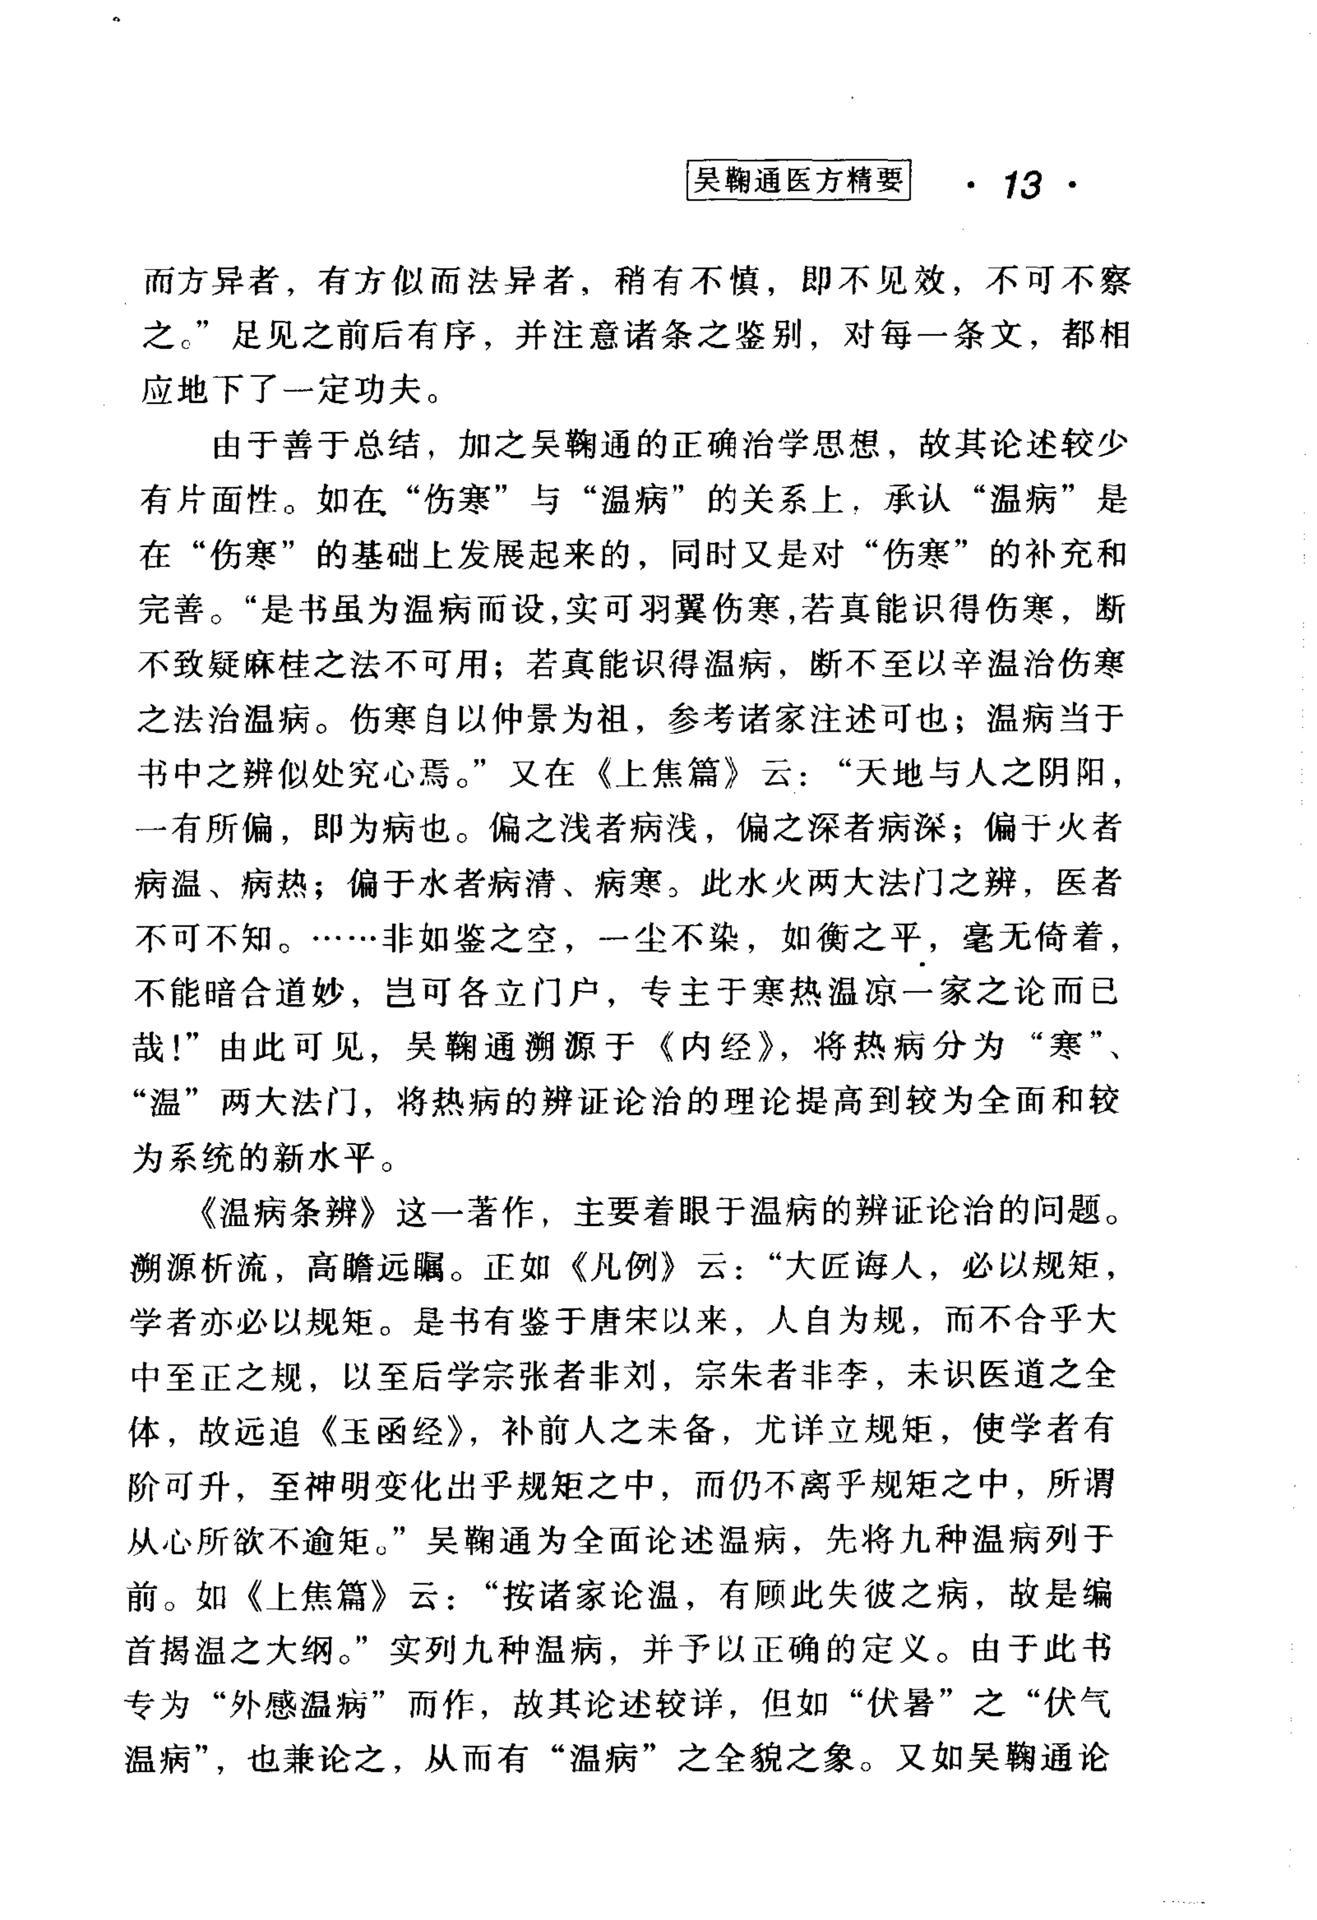 吴鞠通医方精要 · 13 ·
而方异者，有方似而法异者，稍有不慎，即不见效，不可不察
之。”足见之前后有序，并注意诸条之鉴别，对每一条文，都相
应地下了一定功夫。
由于善于总结，加之吴鞠通的正确治学思想，故其论述较少
有片面性。如在“伤寒”与“温病”的关系上，承认“温病”是
在“伤寒”的基础上发展起来的，同时又是对“伤寒”的补充和
完善。“是书虽为温病而设，实可羽翼伤寒，若真能识得伤寒，断
不致疑麻桂之法不可用；若真能识得温病，断不至以辛温治伤寒
之法治温病。伤寒自以仲景为祖，参考诸家注述可也；温病当于
书中之辨似处究心焉。”又在《上焦篇》云：“天地与人之阴阳，
一有所偏，即为病也。偏之浅者病浅，偏之深者病深；偏于火者
病温、病热；偏于水者病清、病寒。此水火两大法门之辨，医者
不可不知。……非如鉴之空，一尘不染，如衡之平，毫无倚着，
不能暗合道妙，岂可各立门户，专主于寒热温凉一家之论而已
哉！”由此可见，吴鞠通溯源于《内经》，将热病分为“寒”、
“温”两大法门，将热病的辨证论治的理论提高到较为全面和较
为系统的新水平。
《温病条辨》这一著作，主要着眼于温病的辨证论治的问题。
溯源析流，高瞻远瞩。正如《凡例》云：“大匠诲人，必以规矩，
学者亦必以规矩。是书有鉴于唐宋以来，人自为规，而不合乎大
中至正之规，以至后学宗张者非刘，宗朱者非李，未识医道之全
体，故远追《玉函经》，补前人之未备，尤详立规矩，使学者有
阶可升，至神明变化出乎规矩之中，而仍不离乎规矩之中，所谓
从心所欲不逾矩。”吴鞠通为全面论述温病，先将九种温病列于
前。如《上焦篇》云：“按诸家论温，有顾此失彼之病，故是编
首揭温之大纲。”实列九种温病，并予以正确的定义。由于此书
专为“外感温病”而作，故其论述较详，但如“伏暑”之“伏气
温病”，也兼论之，从而有“温病”之全貌之象。又如吴鞠通论